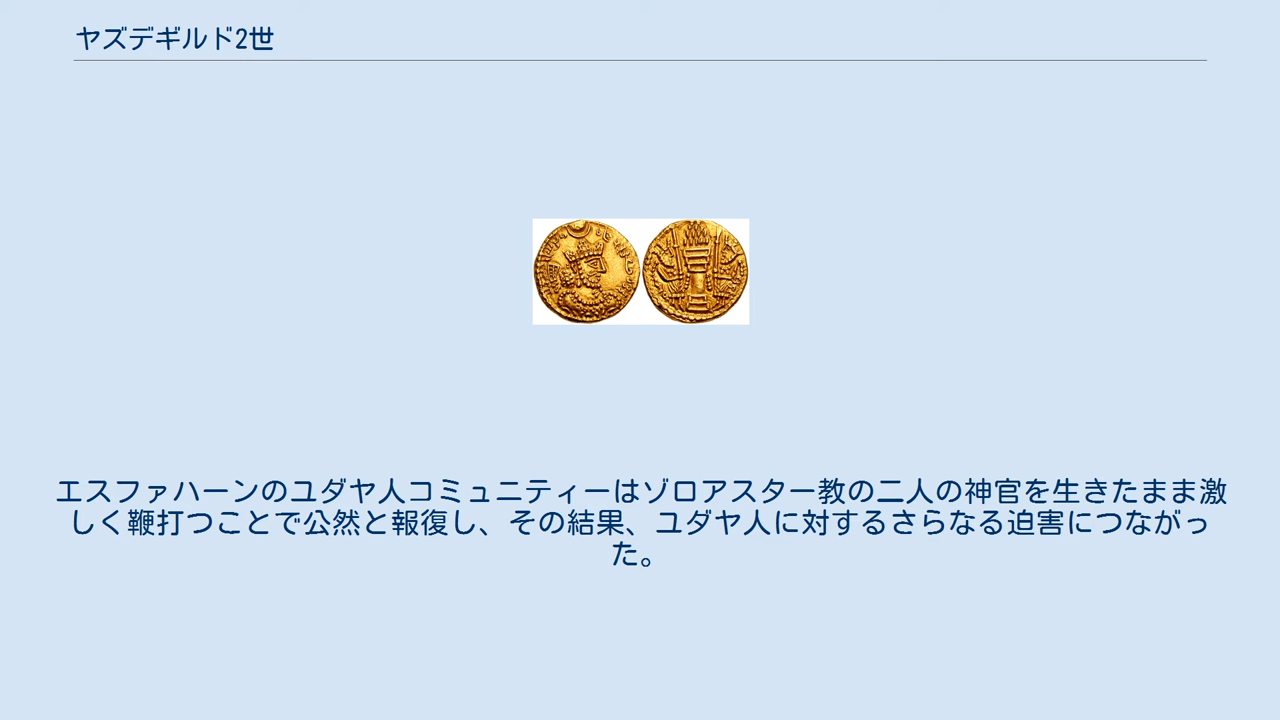 ヤズデギルド2世
エスファハーンのユダヤ人コミュニティーはゾロアスター教の二人の神官を生きたまま激
しく鞭打つことで公然と報復し、その結果、ユダヤ人に対するさらなる迫害につながっ
た。